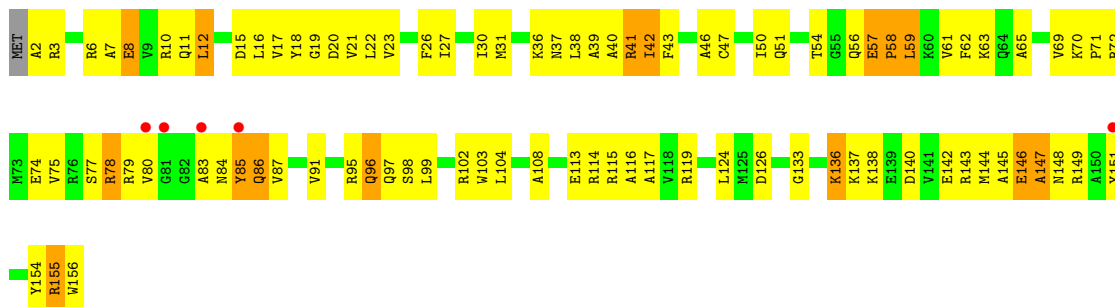 MET A2 R3 R6 A7 E8 V9 R10 Q11 L12 D15 L16 V17 Y18 G19 D20 V21 L22 V23 F26 I27 I30 M31 K36 N37 L38 A39 A40 R41 I42 F43 A46 C47 I50 Q51 T54 G55 Q56 E57 P58 L59 K60 V61 F62 K63 Q64 A65 V69 K70 P71
M73 E74 V75 R76 S77 R78 R79 V80 G81 G82 A83 N84 Y85 Q86 V87 V91 R95 Q96 Q97 S98 L99 R102 W103 L104 A108 E113 R114 R115 A116 A117 V118 R119 L124 M125 D126 G133 K136 K137 K138 E139 D140 V141 E142 R143 M144 A145 E146 A147 N148 R149 A150 Y151
Y154 R155 W156